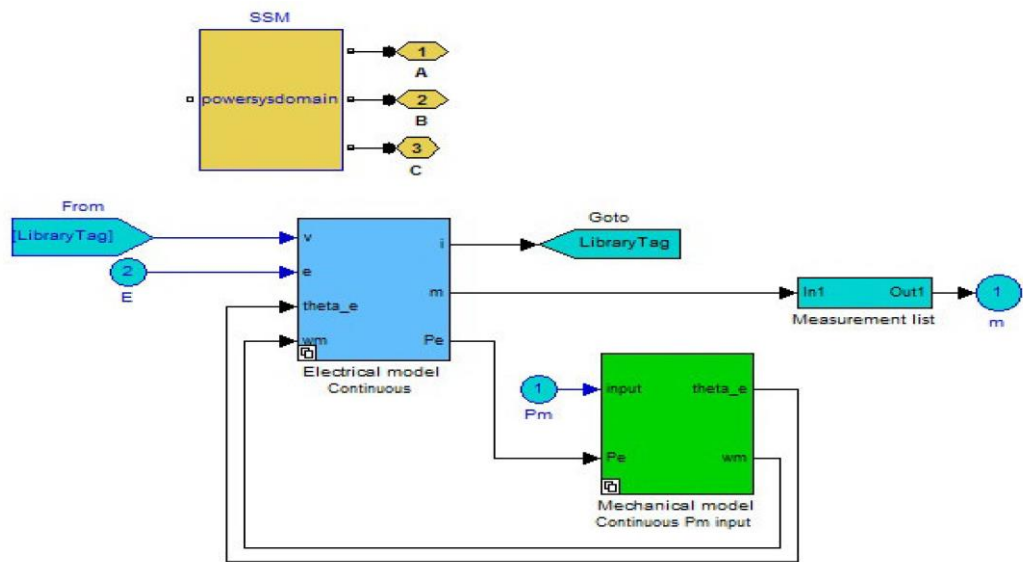 SSM
powersysdomain
1
A
2
B
3
C
From
[LibraryTag]
2
E
v
e
theta_e
wm
i
m
Pe
Electrical model
Continuous
Goto
LibraryTag
In1 Out1
Measurement list
1
m
1
Pm
input
Pe
theta_e
wm
Mechanical model
Continuous Pm input